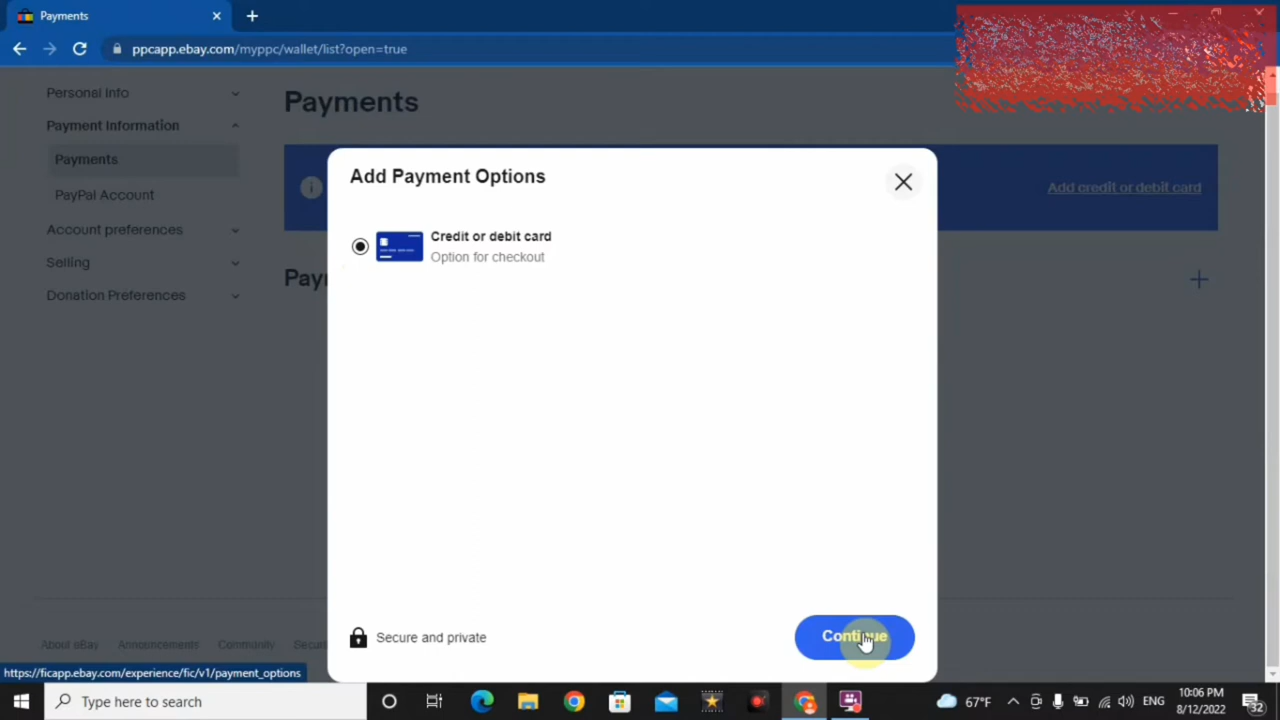 Payments
ppcapp.ebay.com/myppc/wallet/list?open=true
Personal Info
Payments
Payment Information
Payments
Add credit or debit card
PayPal Account
Account preferences
Selling
Donation Preferences
Add Payment Options
Credit or debit card
Option for checkout
Secure and private
Continue
About eBay
Announcements
Community
https://ficapp.ebay.com/experience/fic/v1/payment_options
Type here to search
67°F
ENG
10:06 PM
8/12/2022
32